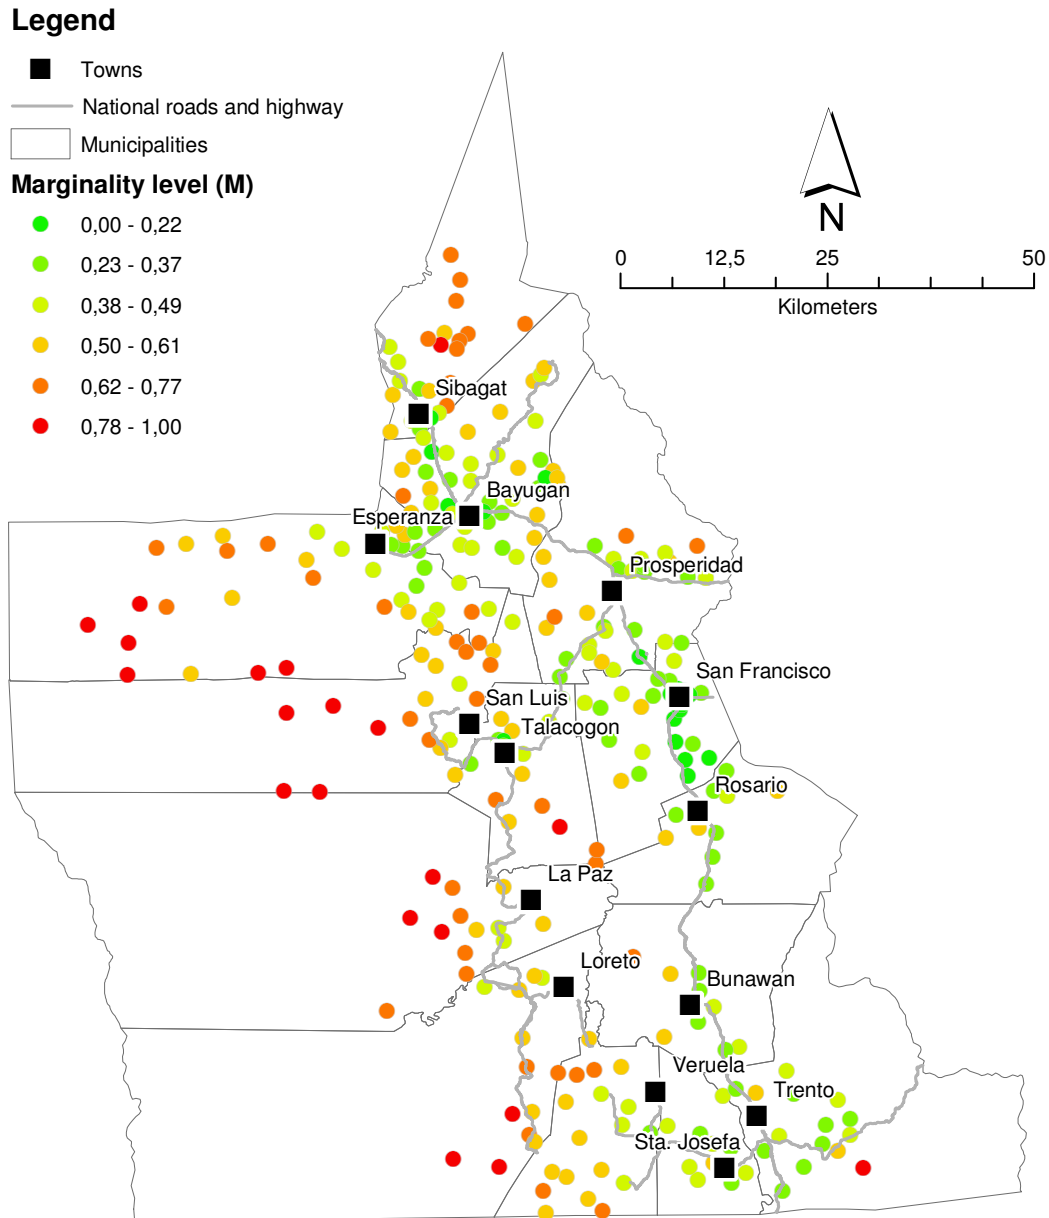 Legend
Towns
National roads and highway
Municipalities
Marginality level (M)
0,00 - 0,22
0,23 - 0,37
0,38 - 0,49
0,50 - 0,61
0,62 - 0,77
0,78 - 1,00
N
0 12,5 25 50
Kilometers
Sibagat
Bayugan
Esperanza
Prosperidad
San Francisco
San Luis
Talacogon
Rosario
La Paz
Loreto
Bunawan
Veruela
Trento
Sta. Josefa